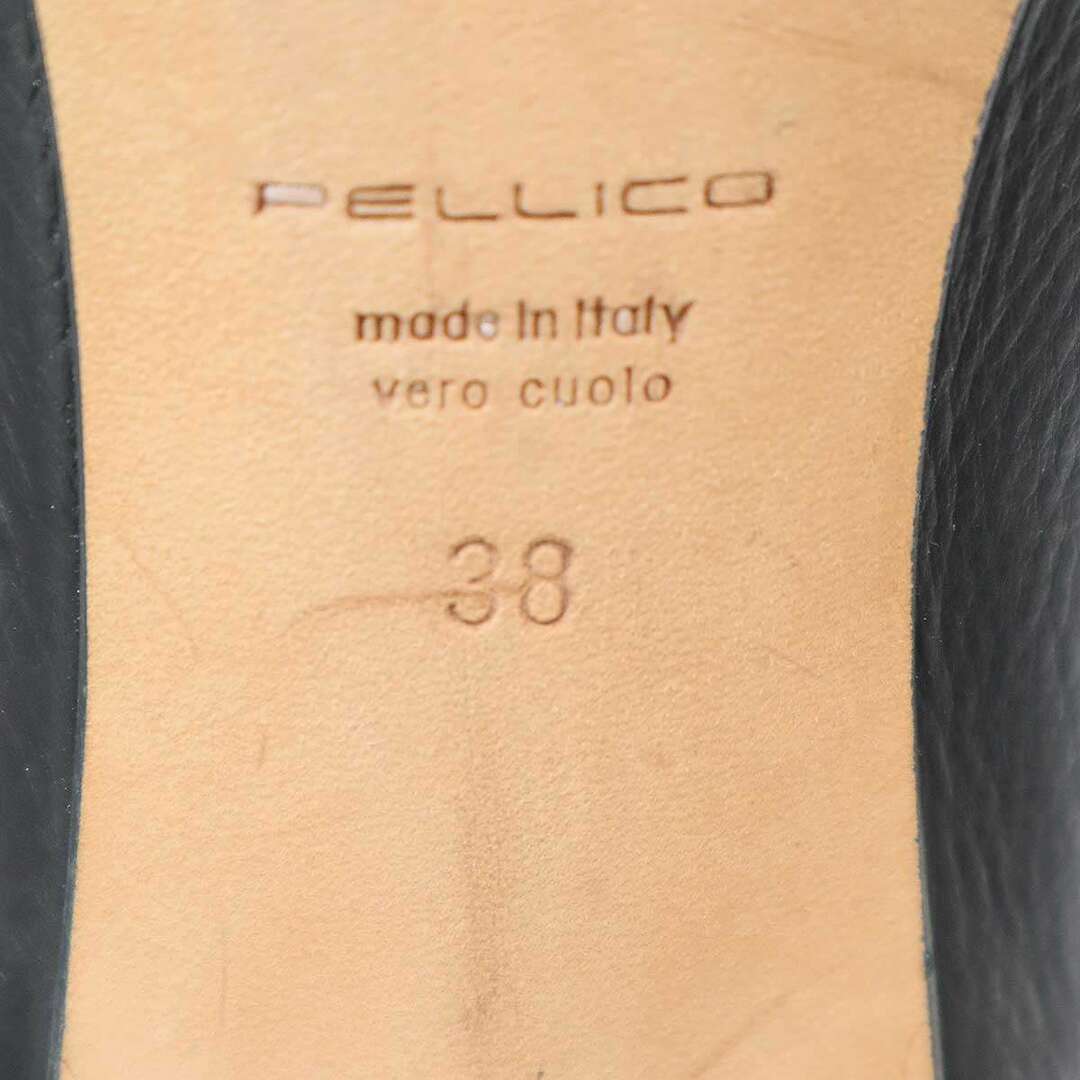 PELLICO
made in Italy
vero cuoio
38